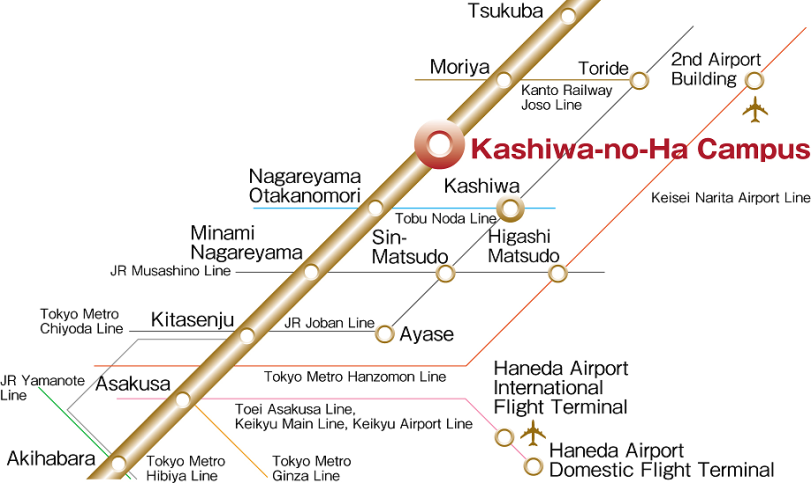 Tsukuba
Moriya
Toride
2nd Airport
Building
Kanto Railway
Joso Line
Kashiwa-no-Ha Campus
Nagareyama
Otakanomori
Kashiwa
Keisei Narita Airport Line
Tobu Noda Line
Minami
Nagareyama
Sin-
Matsudo
Higashi
Matsudo
JR Musashino Line
Tokyo Metro
Chiyoda Line
Kitasenju
JR Joban Line
Ayase
JR Yamanote
Line
Asakusa
Tokyo Metro Hanzomon Line
Haneda Airport
International
Flight Terminal
Toei Asakusa Line,
Keikyu Main Line, Keikyu Airport Line
Akihabara
Tokyo Metro
Hibiya Line
Tokyo Metro
Ginza Line
Haneda Airport
Domestic Flight Terminal